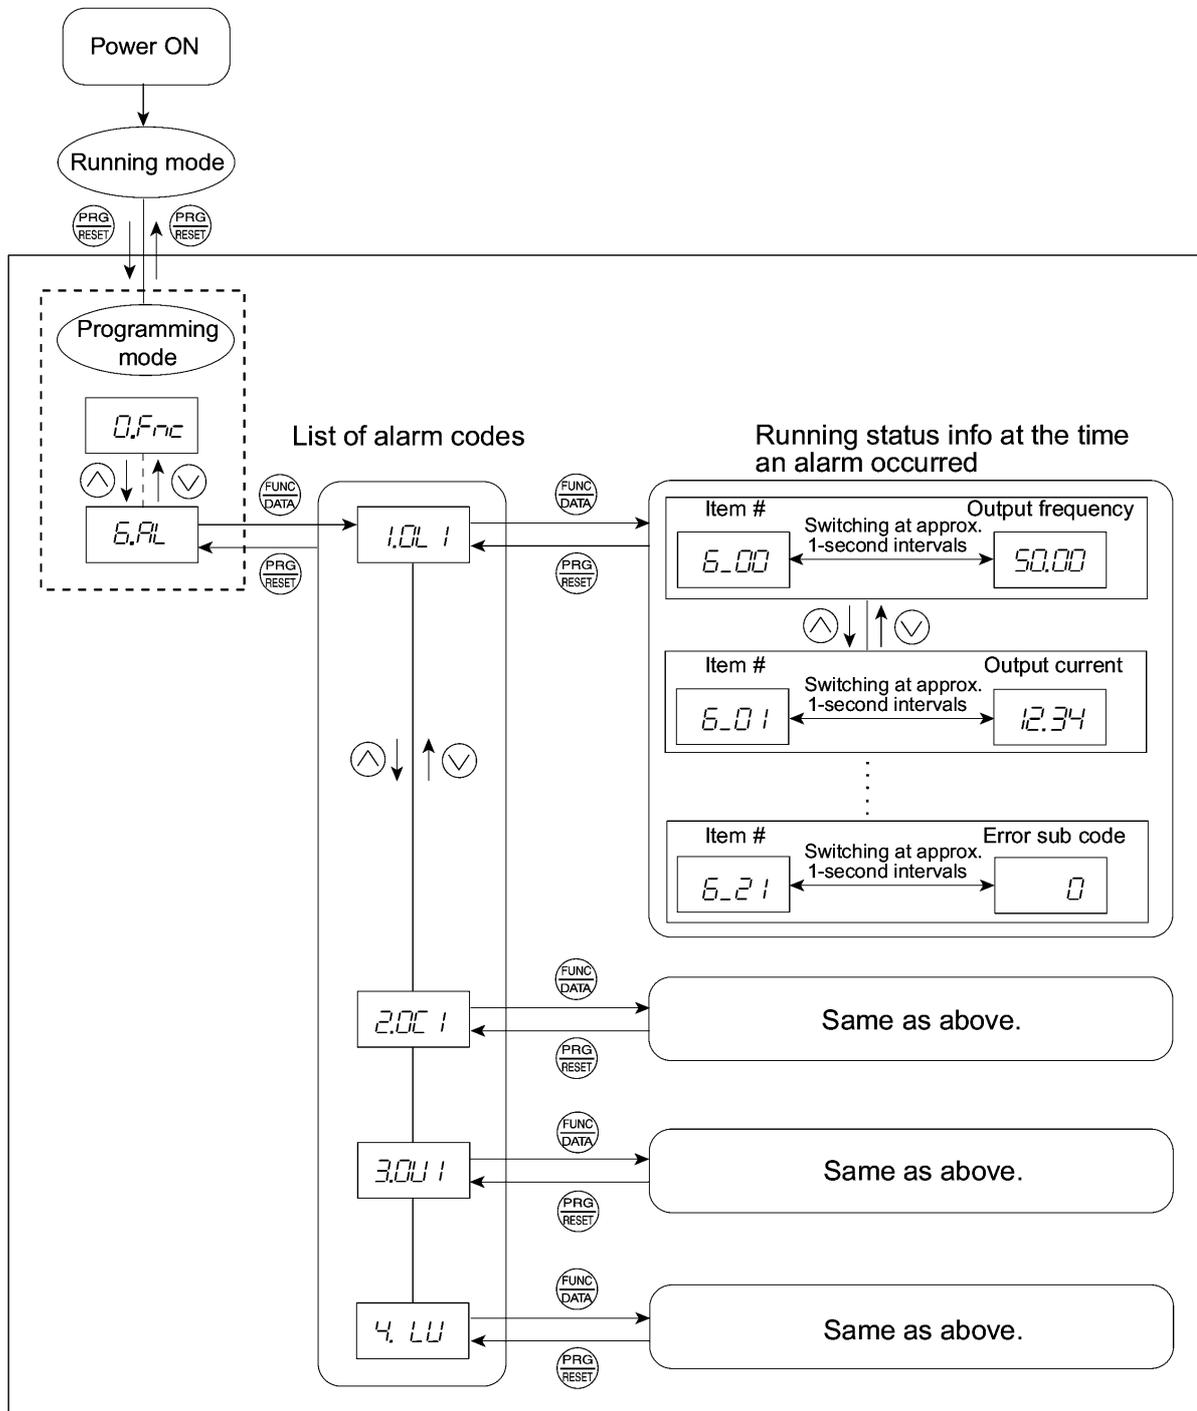 Power ON
Running mode
PRG
RESET
PRG
RESET
Programming
mode
0.Fnc
6.AL
FUNC
DATA
PRG
RESET
List of alarm codes
1.OL1
FUNC
DATA
PRG
RESET
Running status info at the time
an alarm occurred
Item #
Output frequency
Switching at approx.
1-second intervals
6_00
50.00
Item #
Output current
Switching at approx.
1-second intervals
6_01
12.34
Item #
Error sub code
Switching at approx.
1-second intervals
6_21
0
2.OC1
FUNC
DATA
PRG
RESET
Same as above.
3.OU1
FUNC
DATA
PRG
RESET
Same as above.
4. LU
FUNC
DATA
PRG
RESET
Same as above.